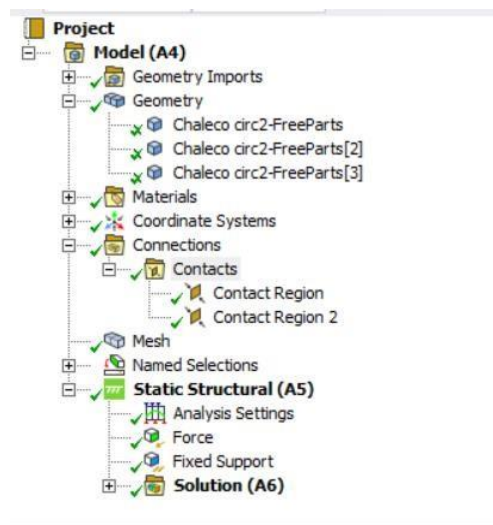 Project
Model (A4)
Geometry Imports
Geometry
Chaleco circ2-FreeParts
Chaleco circ2-FreeParts[2]
Chaleco circ2-FreeParts[3]
Materials
Coordinate Systems
Connections
Contacts
Contact Region
Contact Region 2
Mesh
Named Selections
Static Structural (A5)
Analysis Settings
Force
Fixed Support
Solution (A6)